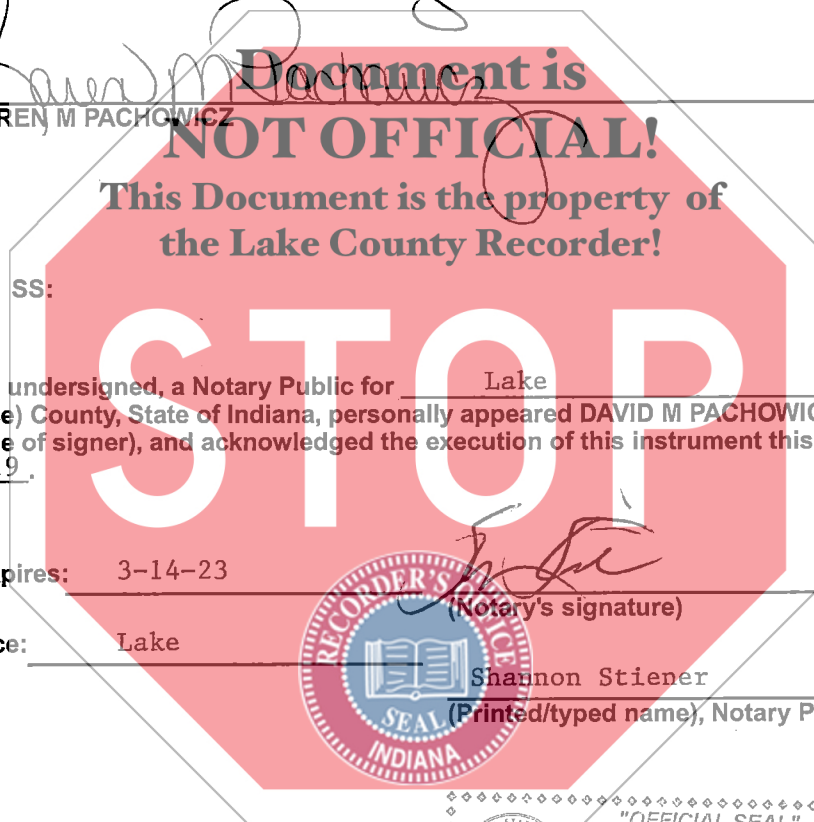 Karen M Pachowicz
REN M PACHOWICZ
Document is
NOT OFFICIAL!
This Document is the property of
the Lake County Recorder!
SS:
STOP
undersigned, a Notary Public for Lake
e) County, State of Indiana, personally appeared DAVID M PACHOWIC
e of signer), and acknowledged the execution of this instrument this
9.
pires: 3-14-23
(Notary's signature)
ce: Lake
Shannon Stiener
(Printed/typed name), Notary P
RECORDER'S OFFICE
SEAL
INDIANA
"OFFICIAL SEAL"